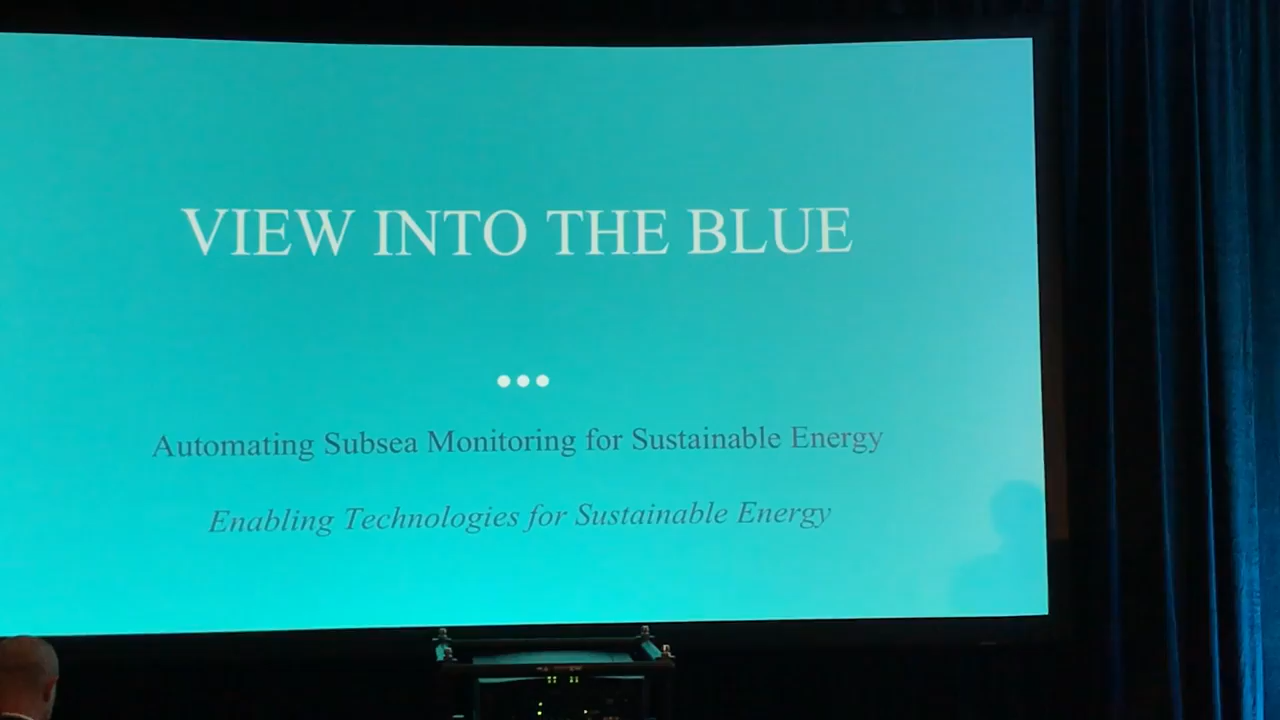 VIEW INTO THE BLUE
Automating Subsea Monitoring for Sustainable Energy
Enabling Technologies for Sustainable Energy